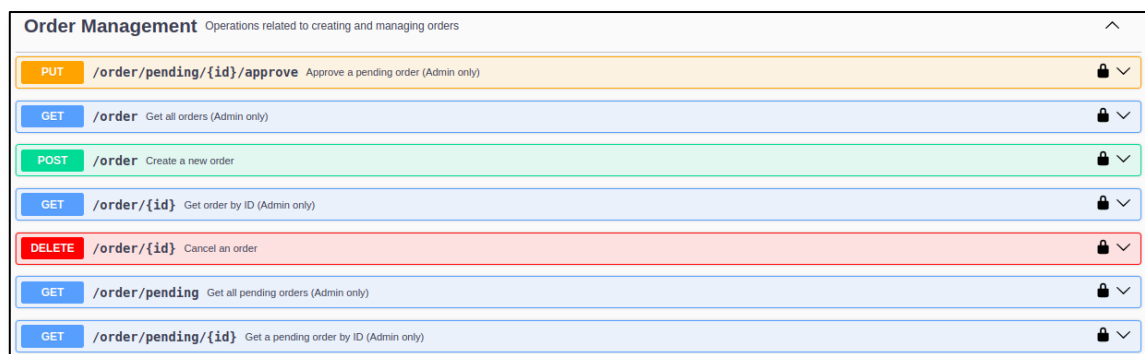 Order Management Operations related to creating and managing orders
PUT /order/pending/{id}/approve Approve a pending order (Admin only)
GET /order Get all orders (Admin only)
POST /order Create a new order
GET /order/{id} Get order by ID (Admin only)
DELETE /order/{id} Cancel an order
GET /order/pending Get all pending orders (Admin only)
GET /order/pending/{id} Get a pending order by ID (Admin only)